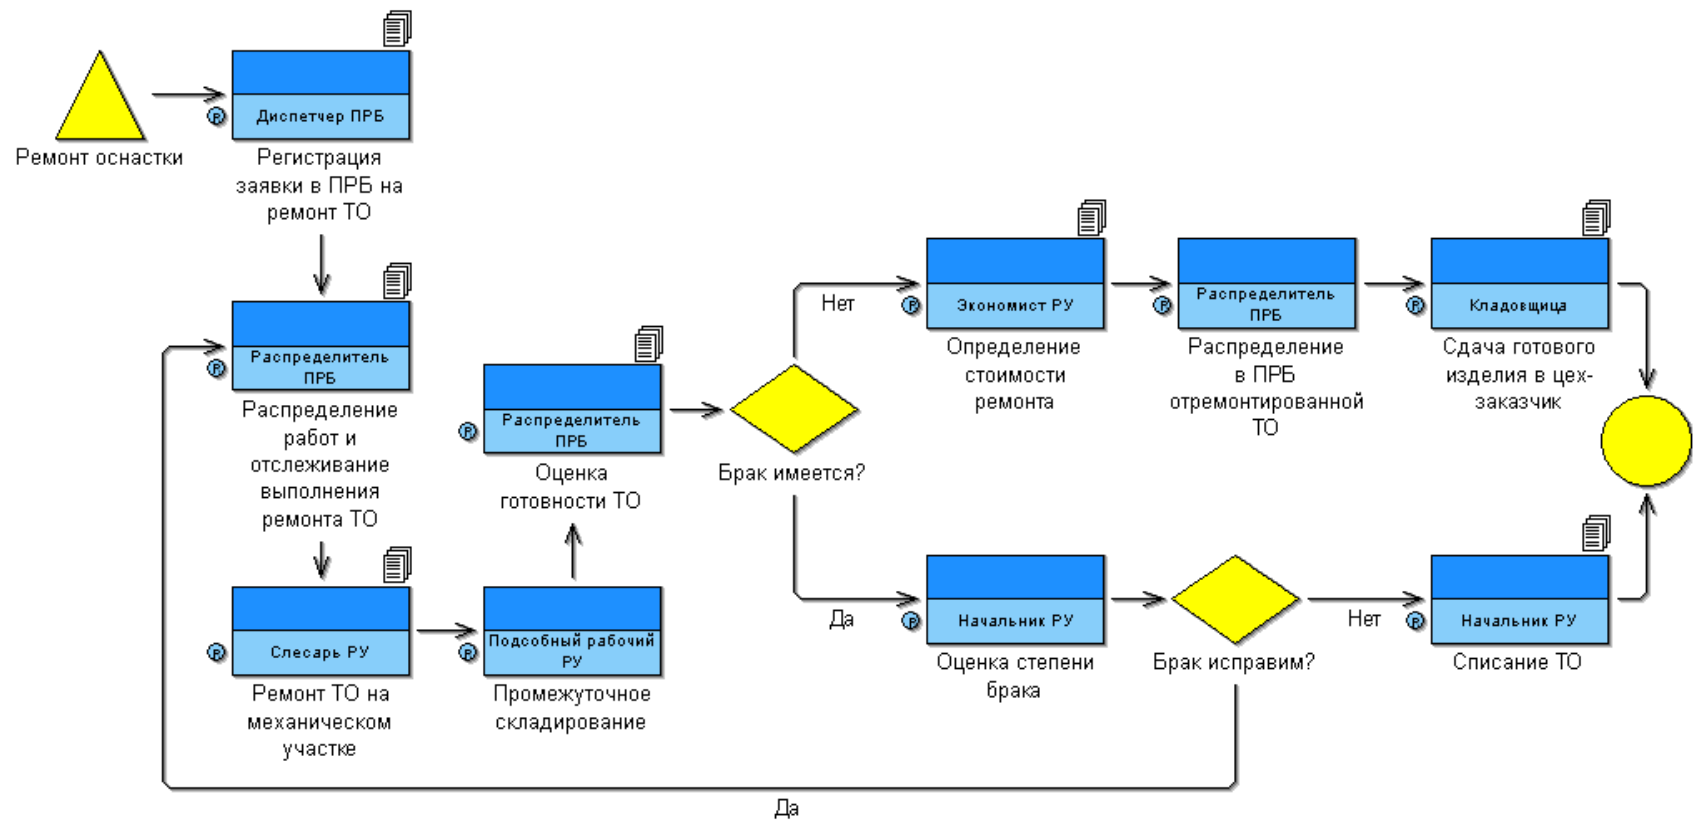 Ремонт оснастки
Диспетчер ПРБ
Регистрация
заявки в ПРБ на
ремонт ТО
Распределитель
ПРБ
Распределение
работ и
отслеживание
выполнения
ремонта ТО
Слесарь РУ
Ремонт ТО на
механическом
участке
Подсобный рабочий
РУ
Промежуточное
складирование
Распределитель
ПРБ
Оценка
готовности ТО
Брак имеется?
Нет
Экономист РУ
Определение
стоимости
ремонта
Распределитель
ПРБ
Распределение
в ПРБ
отремонтированной
ТО
Кладовщица
Сдача готового
изделия в цех-
заказчик
Да
Начальник РУ
Оценка степени
брака
Брак исправим?
Нет
Начальник РУ
Списание ТО
Да